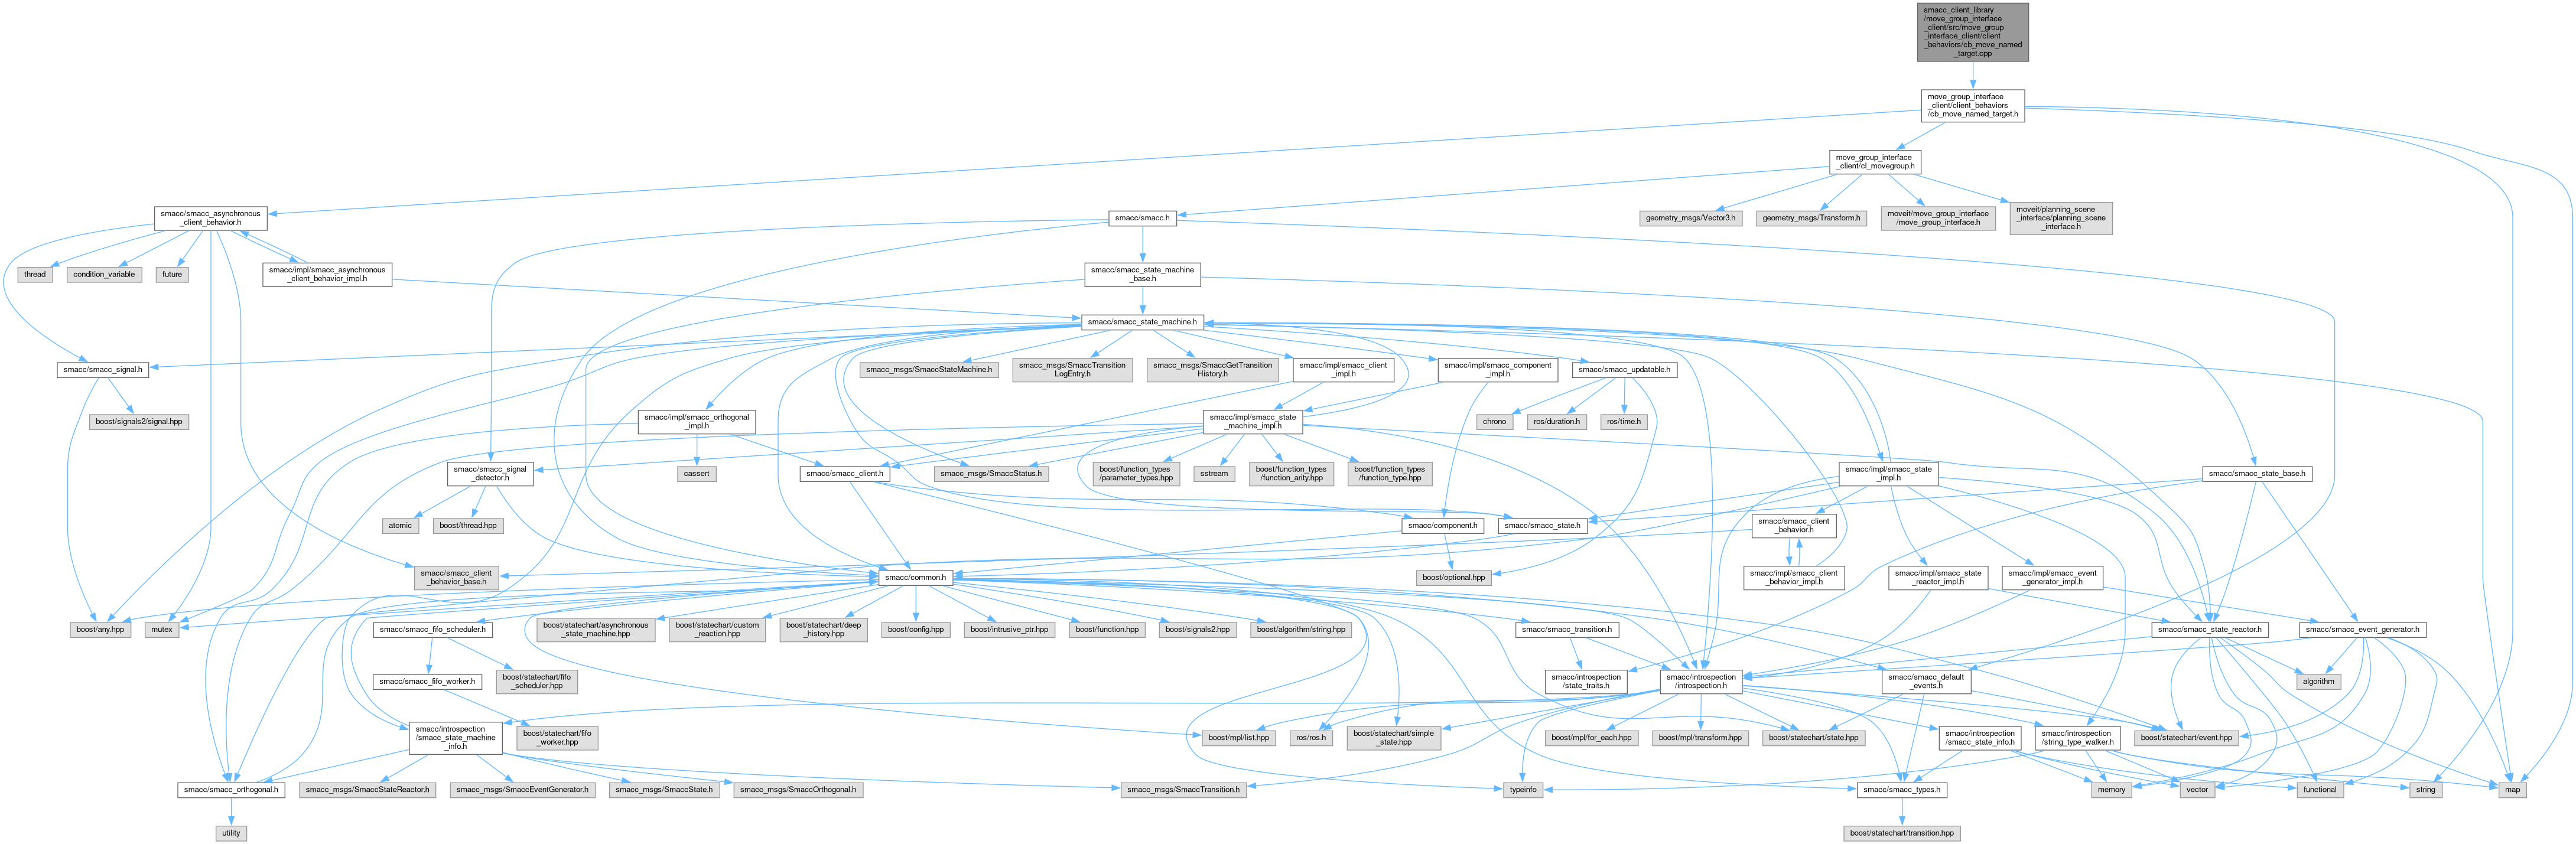 smacc_client_library
/move_group_interface
_client/src/move_group
_interface_client/client
_behaviors/cb_move_named
_target.cpp
move_group_interface
_client/client_behaviors
/cb_move_named_target.h
move_group_interface
_client/cl_movegroup.h
smacc/smacc_asynchronous
_client_behavior.h
smacc/smacc.h
geometry_msgs/Vector3.h
geometry_msgs/Transform.h
moveit/move_group_interface
/move_group_interface.h
moveit/planning_scene
_interface/planning_scene
_interface.h
thread
condition_variable
future
smacc/impl/smacc_asynchronous
_client_behavior_impl.h
smacc/smacc_state_machine
_base.h
smacc/smacc_state_machine.h
smacc/smacc_signal.h
smacc_msgs/SmaccStateMachine.h
smacc_msgs/SmaccTransition
LogEntry.h
smacc_msgs/SmaccGetTransition
History.h
smacc/impl/smacc_client
_impl.h
smacc/impl/smacc_component
_impl.h
smacc/smacc_updatable.h
boost/signals2/signal.hpp
smacc/impl/smacc_orthogonal
_impl.h
smacc/impl/smacc_state
_machine_impl.h
chrono
ros/duration.h
ros/time.h
smacc/smacc_signal
_detector.h
cassert
smacc/smacc_client.h
smacc_msgs/SmaccStatus.h
boost/function_types
/parameter_types.hpp
sstream
boost/function_types
/function_arity.hpp
boost/function_types
/function_type.hpp
smacc/impl/smacc_state
_impl.h
smacc/smacc_state_base.h
atomic
boost/thread.hpp
smacc/component.h
smacc/smacc_state.h
smacc/smacc_client
_behavior.h
smacc/smacc_client
_behavior_base.h
smacc/common.h
boost/optional.hpp
smacc/impl/smacc_client
_behavior_impl.h
smacc/impl/smacc_state
_reactor_impl.h
smacc/impl/smacc_event
_generator_impl.h
boost/any.hpp
mutex
smacc/smacc_fifo_scheduler.h
boost/statechart/asynchronous
_state_machine.hpp
boost/statechart/custom
_reaction.hpp
boost/statechart/deep
_history.hpp
boost/config.hpp
boost/intrusive_ptr.hpp
boost/function.hpp
boost/signals2.hpp
boost/algorithm/string.hpp
smacc/smacc_transition.h
smacc/smacc_state_reactor.h
smacc/smacc_event_generator.h
smacc/smacc_fifo_worker.h
boost/statechart/fifo
_scheduler.hpp
smacc/introspection
/state_traits.h
smacc/introspection
/introspection.h
smacc/smacc_default
_events.h
algorithm
smacc/introspection
/smacc_state_machine
_info.h
boost/statechart/fifo
_worker.hpp
boost/mpl/list.hpp
ros/ros.h
boost/statechart/simple
_state.hpp
boost/mpl/for_each.hpp
boost/mpl/transform.hpp
boost/statechart/state.hpp
smacc/introspection
/smacc_state_info.h
smacc/introspection
/string_type_walker.h
boost/statechart/event.hpp
smacc/smacc_orthogonal.h
smacc_msgs/SmaccStateReactor.h
smacc_msgs/SmaccEventGenerator.h
smacc_msgs/SmaccState.h
smacc_msgs/SmaccOrthogonal.h
smacc_msgs/SmaccTransition.h
typeinfo
smacc/smacc_types.h
memory
vector
functional
string
map
utility
boost/statechart/transition.hpp